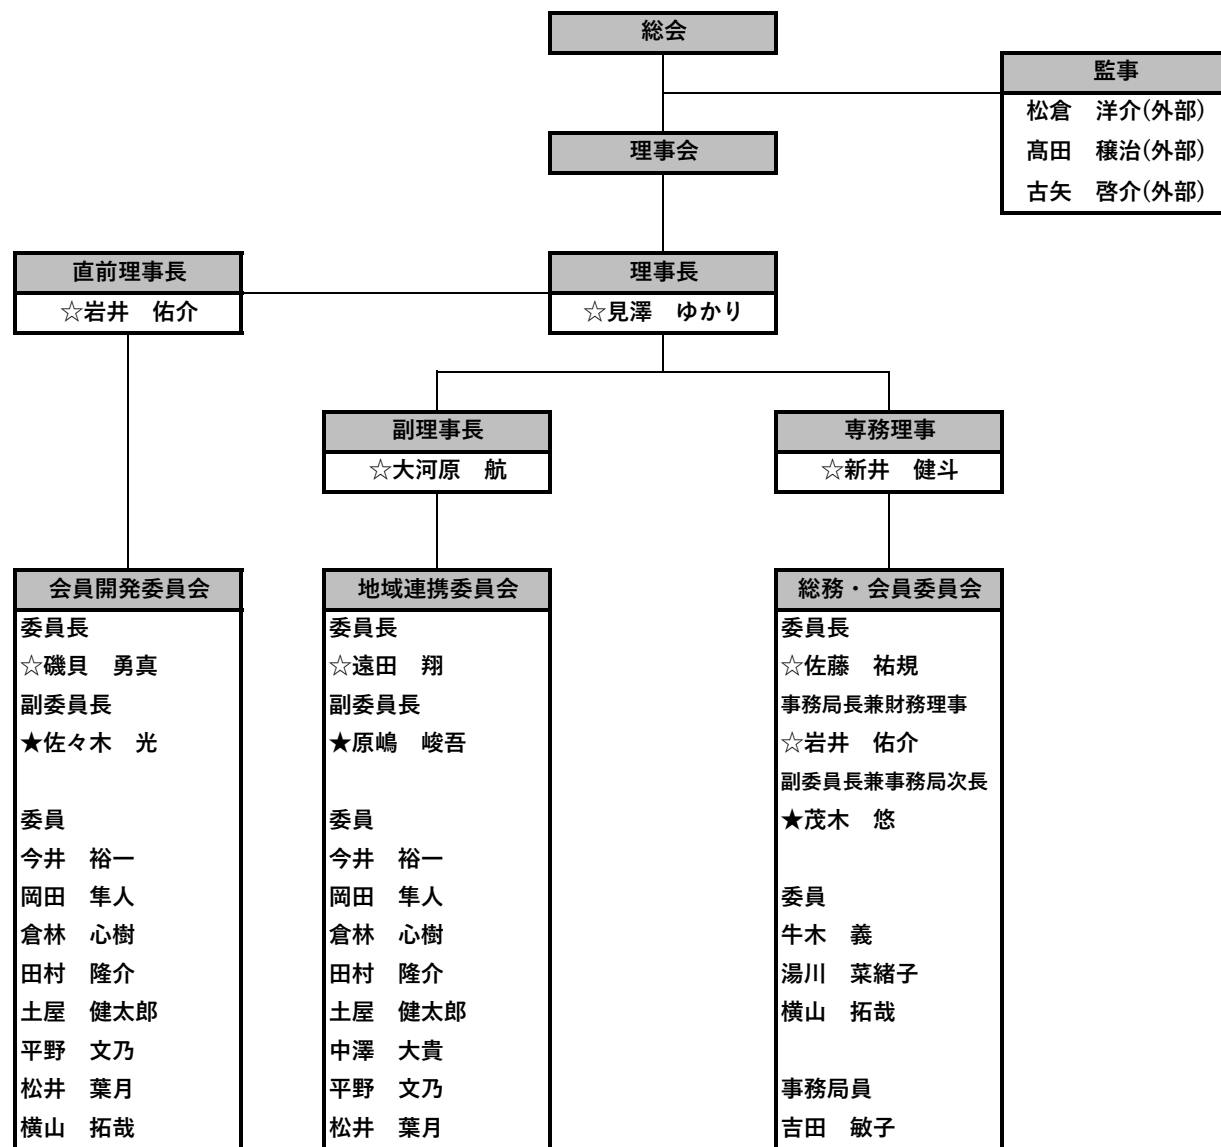 総会
監事
松倉　洋介(外部)
髙田　穣治(外部)
古矢　啓介(外部)
理事会
直前理事長
☆岩井　佑介
理事長
☆見澤　ゆかり
副理事長
☆大河原　航
専務理事
☆新井　健斗
会員開発委員会
委員長
☆磯貝　勇真
副委員長
★佐々木　光
委員
今井　裕一
岡田　隼人
倉林　心樹
田村　隆介
土屋　健太郎
平野　文乃
松井　葉月
横山　拓哉
地域連携委員会
委員長
☆遠田　翔
副委員長
★原嶋　峻吾
委員
今井　裕一
岡田　隼人
倉林　心樹
田村　隆介
土屋　健太郎
中澤　大貴
平野　文乃
松井　葉月
総務・会員委員会
委員長
☆佐藤　祐規
事務局長兼財務理事
☆岩井　佑介
副委員長兼事務局次長
★茂木　悠
委員
牛木　義
湯川　菜緒子
横山　拓哉
事務局員
吉田　敏子